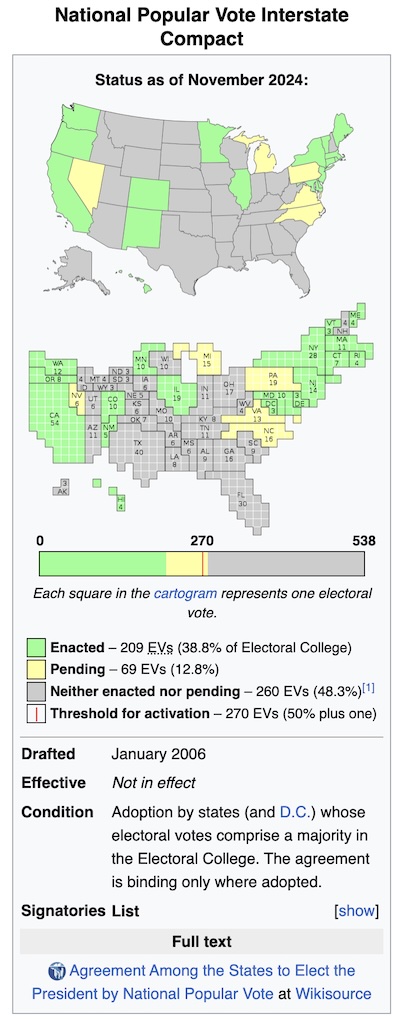 National Popular Vote Interstate
Compact
Status as of November 2024:
ME
4
VT
3
NH
4
WA
12
MN
10
WI
10
MI
15
NY
28
MA
11
CT
7
RI
4
OR 8
4
ID
MT 4
ND 3
SD 3
WY 3
IA
6
IL
19
IN
11
OH
17
PA
19
NJ
14
NV
6
UT
6
CO
10
NE 5
KS
6
MO
10
KY 8
WV
4
MD 10
DC
3
3
DE
VA
13
CA
54
AZ
11
NM
5
OK 7
AR
6
TN
11
NC
16
TX
40
LA
8
MS
6
AL
9
GA
16
SC
9
3
AK
HI
4
FL
30
0 270 538
Each square in the cartogram represents one electoral
vote.
Enacted – 209 EVs (38.8% of Electoral College)
Pending – 69 EVs (12.8%)
Neither enacted nor pending – 260 EVs (48.3%)[1]
Threshold for activation – 270 EVs (50% plus one)
Drafted January 2006
Effective Not in effect
Condition Adoption by states (and D.C.) whose
electoral votes comprise a majority in
the Electoral College. The agreement
is binding only where adopted.
Signatories List [show]
Full text
Agreement Among the States to Elect the
President by National Popular Vote at Wikisource